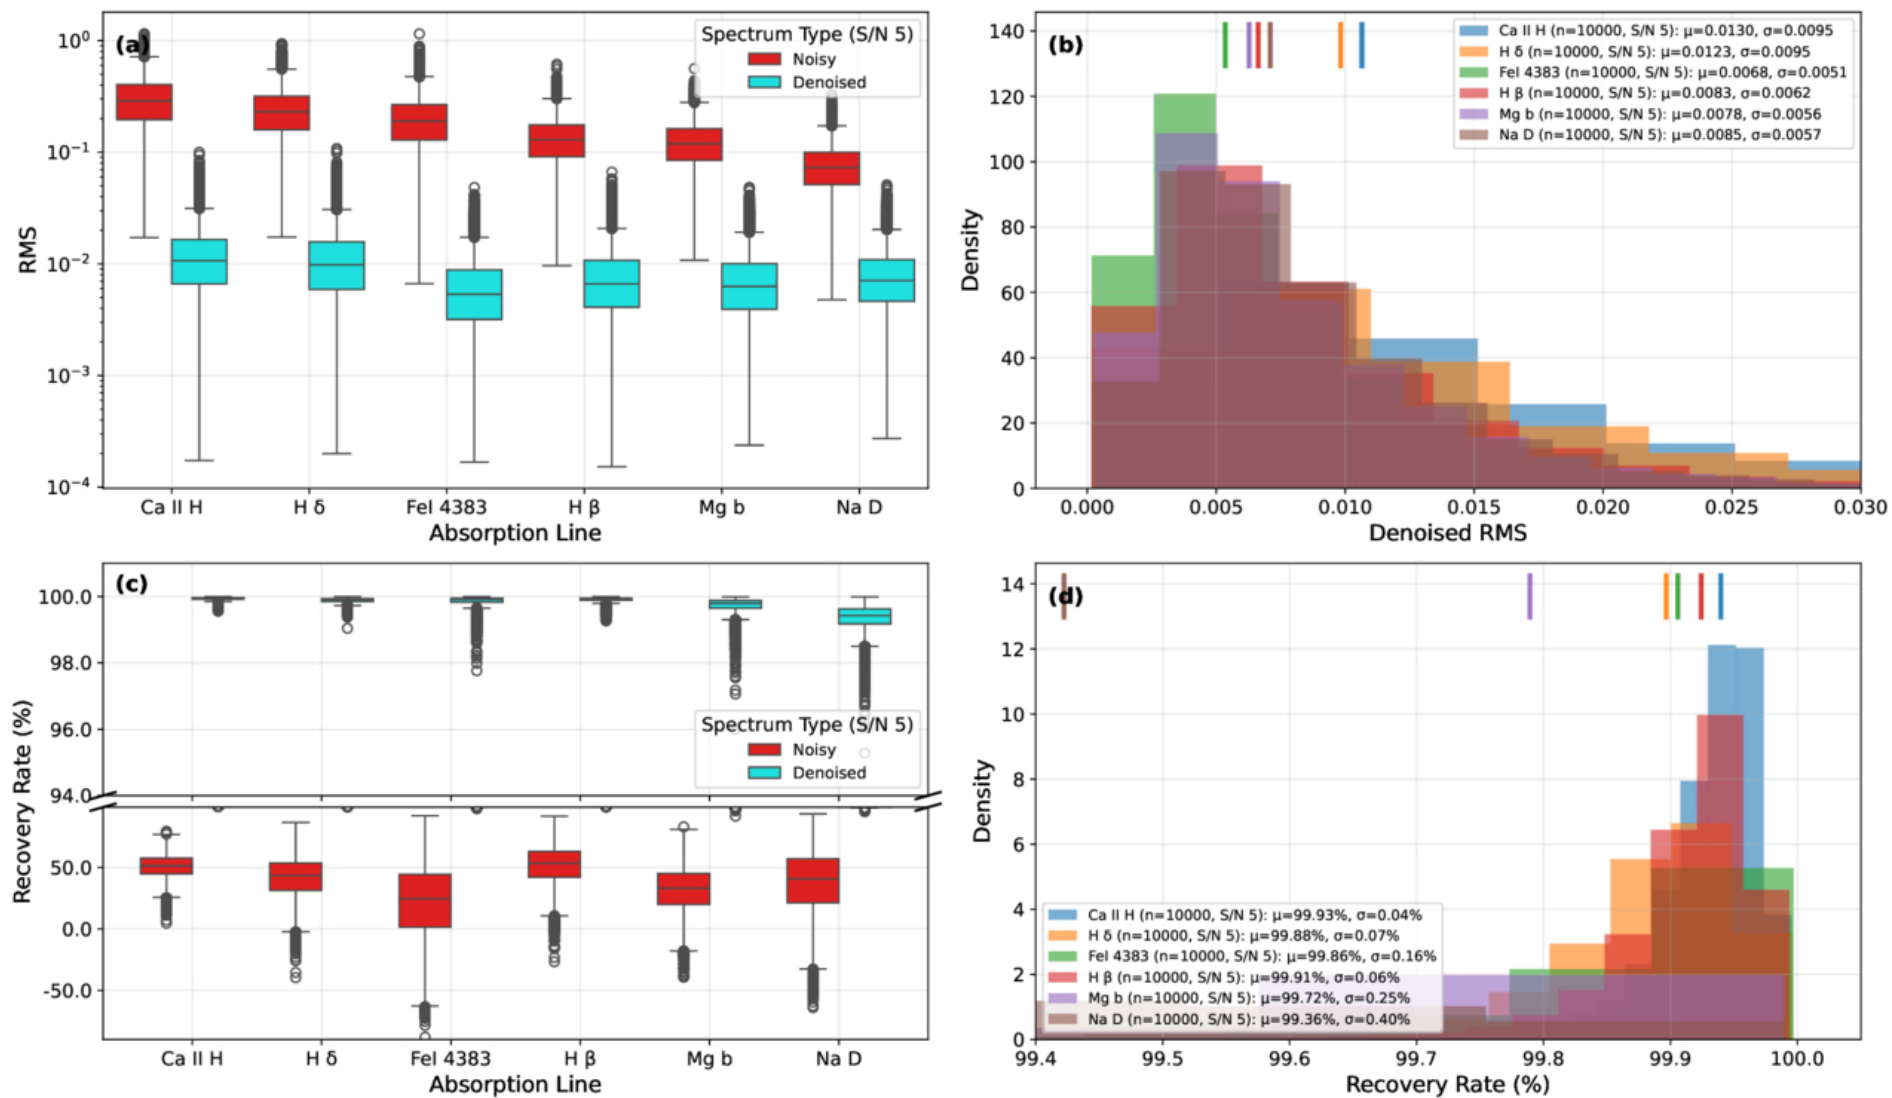 (a)
Spectrum Type (S/N 5)
Noisy
Denoised
RMS
10⁰
10⁻¹
10⁻²
10⁻³
10⁻⁴
Ca II H
H δ
FeI 4383
H β
Mg b
Na D
Absorption Line
(b)
Ca II H (n=10000, S/N 5): μ=0.0130, σ=0.0095
H δ (n=10000, S/N 5): μ=0.0123, σ=0.0095
FeI 4383 (n=10000, S/N 5): μ=0.0068, σ=0.0051
H β (n=10000, S/N 5): μ=0.0083, σ=0.0062
Mg b (n=10000, S/N 5): μ=0.0078, σ=0.0056
Na D (n=10000, S/N 5): μ=0.0085, σ=0.0057
Density
140
120
100
80
60
40
20
0
0.000
0.005
0.010
0.015
0.020
0.025
0.030
Denoised RMS
(c)
Recovery Rate (%)
100.0
98.0
96.0
94.0
Spectrum Type (S/N 5)
Noisy
Denoised
50.0
0.0
-50.0
Ca II H
H δ
FeI 4383
H β
Mg b
Na D
Absorption Line
(d)
Density
14
12
10
8
6
4
2
0
Ca II H (n=10000, S/N 5): μ=99.93%, σ=0.04%
H δ (n=10000, S/N 5): μ=99.88%, σ=0.07%
FeI 4383 (n=10000, S/N 5): μ=99.86%, σ=0.16%
H β (n=10000, S/N 5): μ=99.91%, σ=0.06%
Mg b (n=10000, S/N 5): μ=99.72%, σ=0.25%
Na D (n=10000, S/N 5): μ=99.36%, σ=0.40%
99.4
99.5
99.6
99.7
99.8
99.9
100.0
Recovery Rate (%)